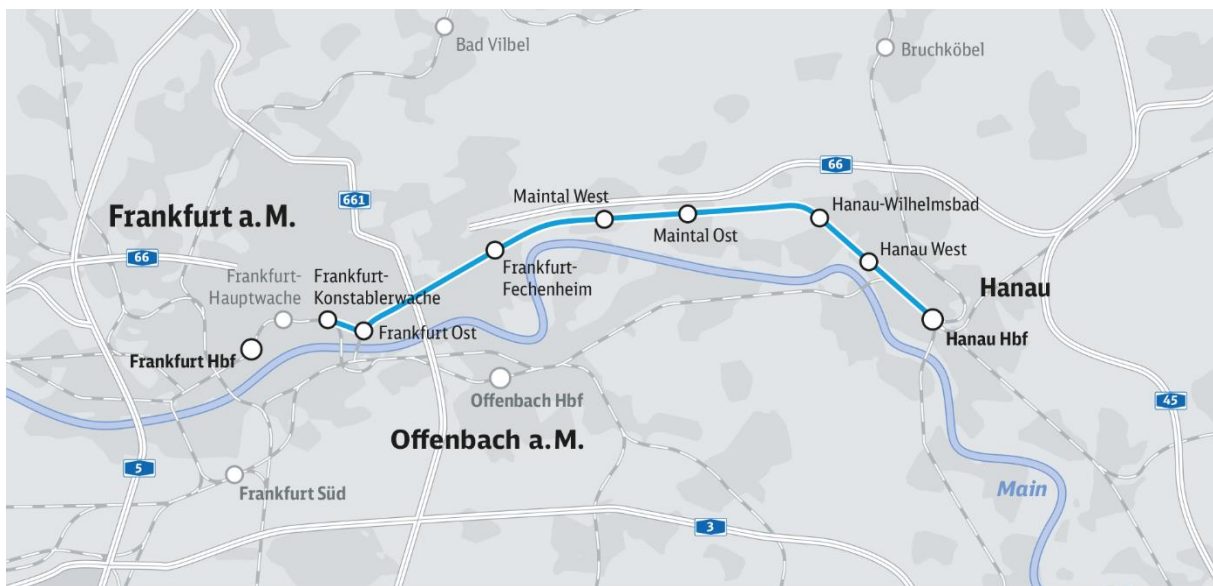 Bad Vilbel
Bruchköbel
66
661
Maintal West
Frankfurt a.M.
Hanau-Wilhelmsbad
Maintal Ost
Hanau West
66
Frankfurt-
Hauptwache
Frankfurt-
Konstablerwache
Frankfurt-
Fechenheim
Hanau
Frankfurt Ost
Hanau Hbf
Frankfurt Hbf
Offenbach Hbf
45
Offenbach a.M.
5
Frankfurt Süd
Main
3